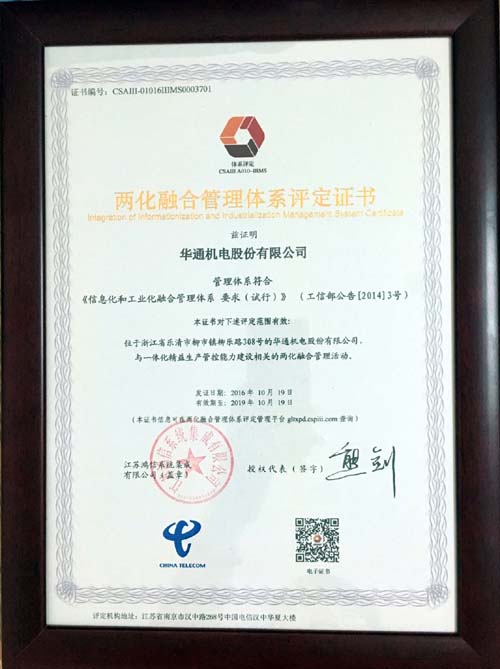 证书编号：CSAIII-01016IIIMS0003701
体系评定
CSAIII A010-IIIMS
两化融合管理体系评定证书
Integration of Informationization and Industrialization Management System Certificate
兹证明
华通机电股份有限公司
管理体系符合
《信息化和工业化融合管理体系 要求（试行）》 （工信部公告[2014]3号）
本证书对下述评定范围有效：
位于浙江省乐清市柳市镇柳乐路308号的华通机电股份有限公司，
与一体化精益生产管控能力建设相关的两化融合管理活动。
发证日期：2016 年 10 月 19 日
有效期至：2019 年 10 月 19 日
（本证书信息可在两化融合管理体系评定管理平台 gltxpd.cspiii.com 查询）
江苏鸿信系统集成
有限公司（盖章）
授权代表（签字）
CHINA TELECOM
电子证书
评定机构地址：江苏省南京市汉中路268号中国电信汉中华夏大楼